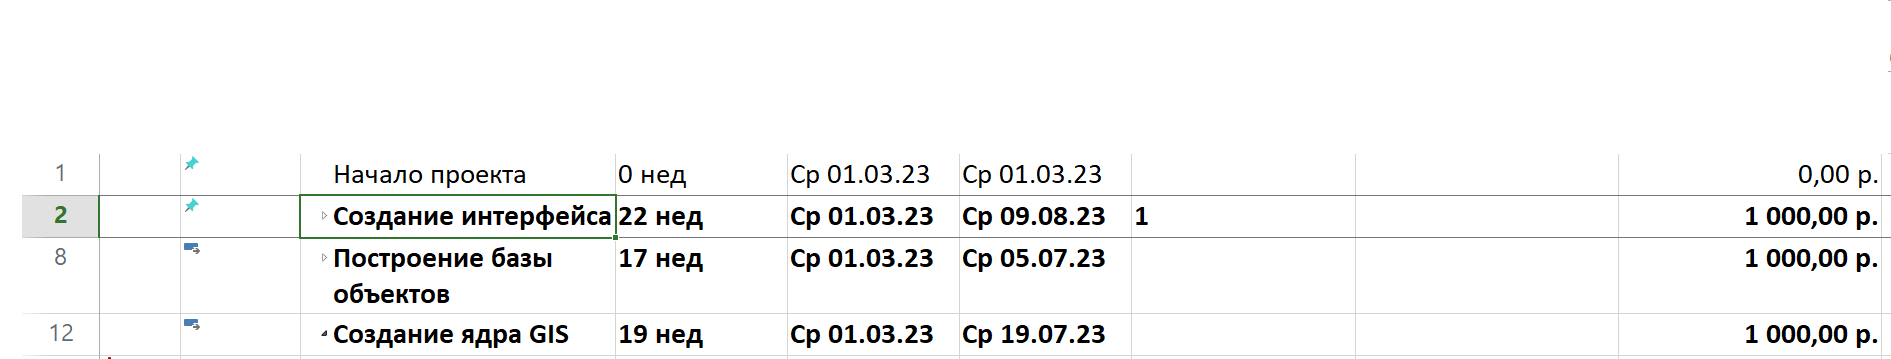 1 Начало проекта 0 нед Ср 01.03.23 Ср 01.03.23 0,00 р.
2 Создание интерфейса 22 нед Ср 01.03.23 Ср 09.08.23 1 1 000,00 р.
8 Построение базы 17 нед Ср 01.03.23 Ср 05.07.23 1 000,00 р.
объектов
12 Создание ядра GIS 19 нед Ср 01.03.23 Ср 19.07.23 1 000,00 р.